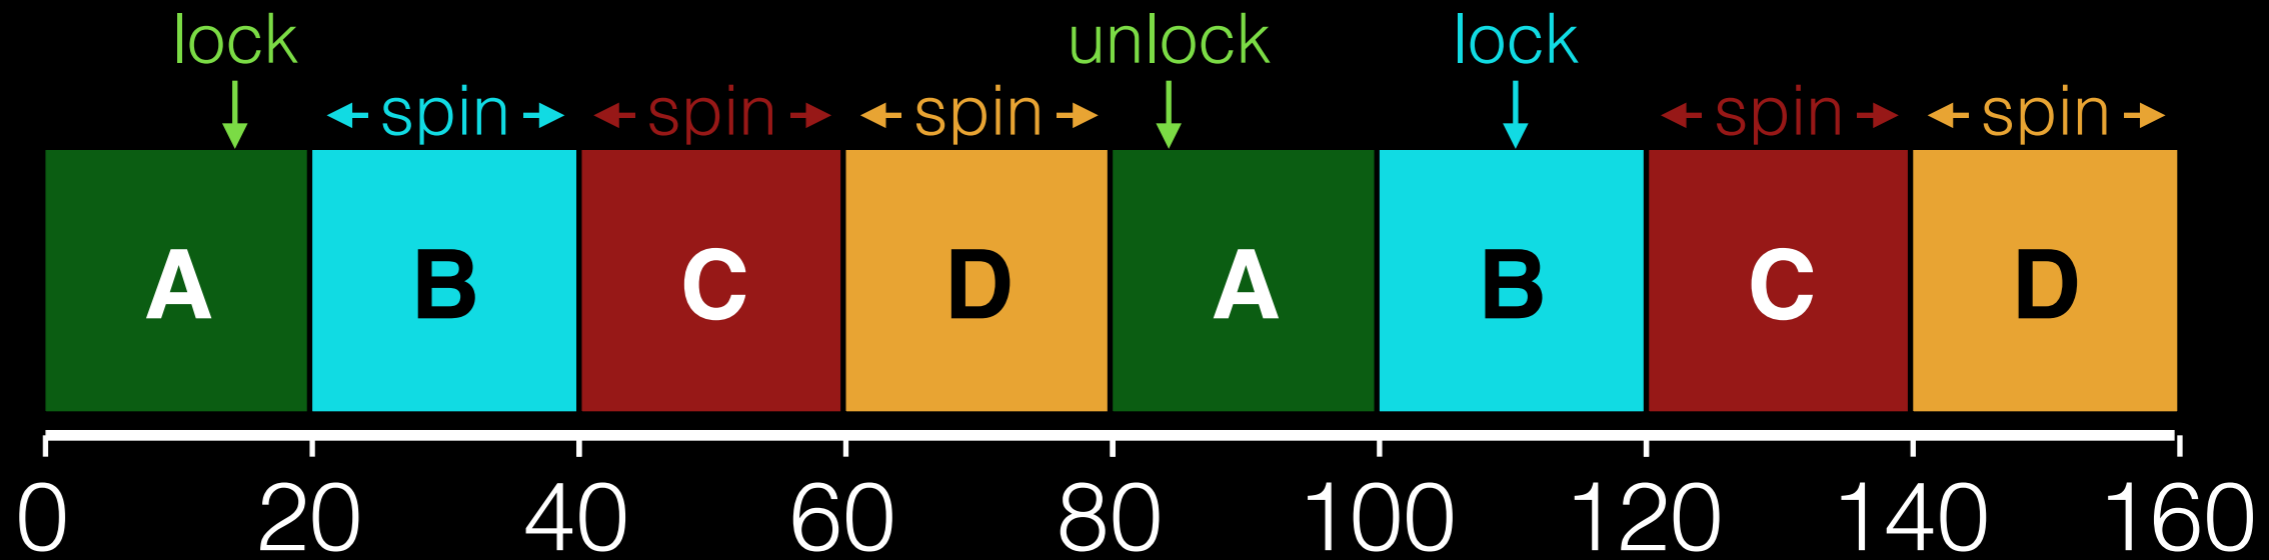 lock unlock lock
spin spin spin spin spin
A B C D A B C D
0 20 40 60 80 100 120 140 160